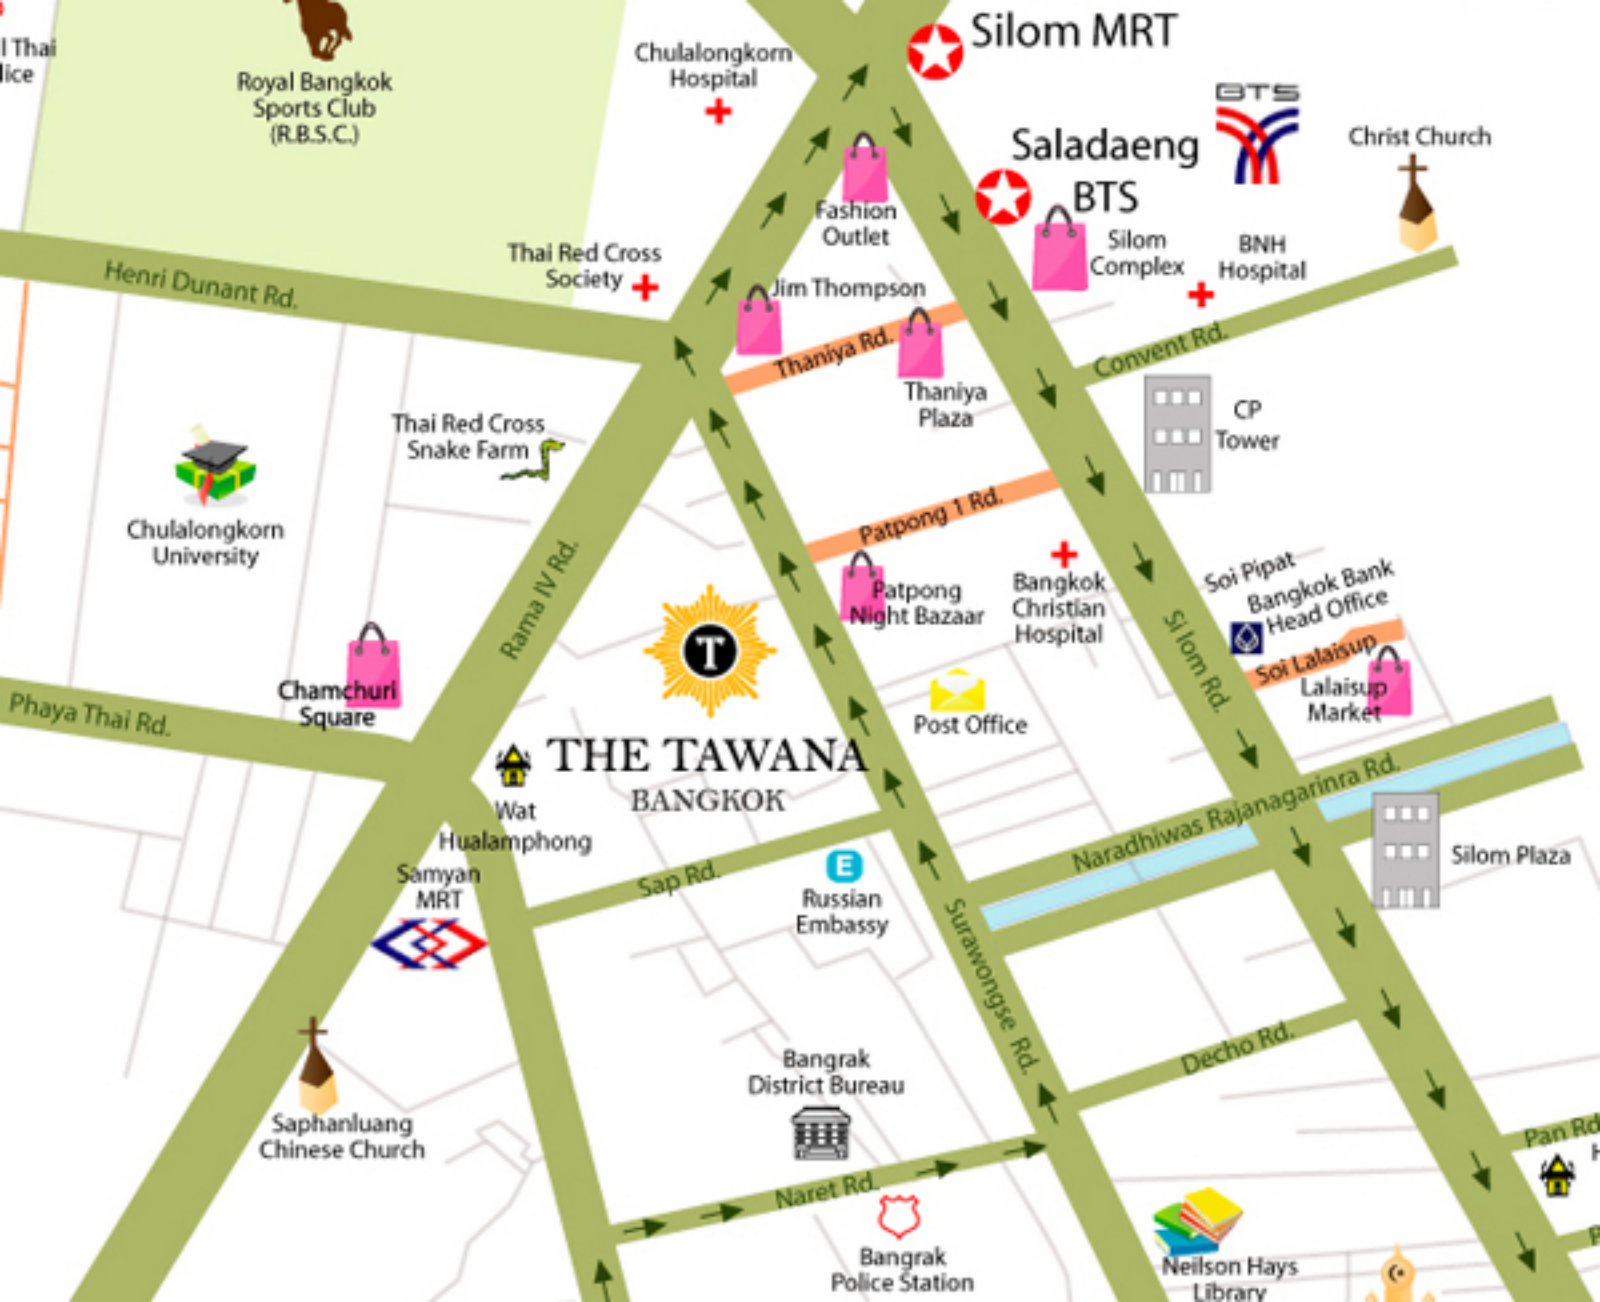 l Thai
lice
Royal Bangkok
Sports Club
(R.B.S.C.)
Chulalongkorn
Hospital
Silom MRT
BTS
Saladaeng
BTS
Christ Church
Fashion
Outlet
Silom
Complex
BNH
Hospital
Thai Red Cross
Society
Henri Dunant Rd.
Jim Thompson
Thaniya Rd.
Convent Rd.
Thaniya
Plaza
CP
Tower
Thai Red Cross
Snake Farm
Chulalongkorn
University
Patpong 1 Rd.
Rama IV Rd.
Patpong
Night Bazaar
Bangkok
Christian
Hospital
Soi Pipat
Bangkok Bank
Head Office
Si lom Rd.
Soi Lalaisup
Lalaisup
Market
T
Chamchuri
Square
Phaya Thai Rd.
Post Office
THE TAWANA
BANGKOK
Wat
Hualamphong
Naradhiwas Rajanagarinra Rd.
Silom Plaza
Samyan
MRT
Sap Rd.
E
Russian
Embassy
Surawongse Rd.
Decho Rd.
Bangrak
District Bureau
Saphanluang
Chinese Church
Pan Rd
H
Naret Rd.
Bangrak
Police Station
Neilson Hays
Library
P